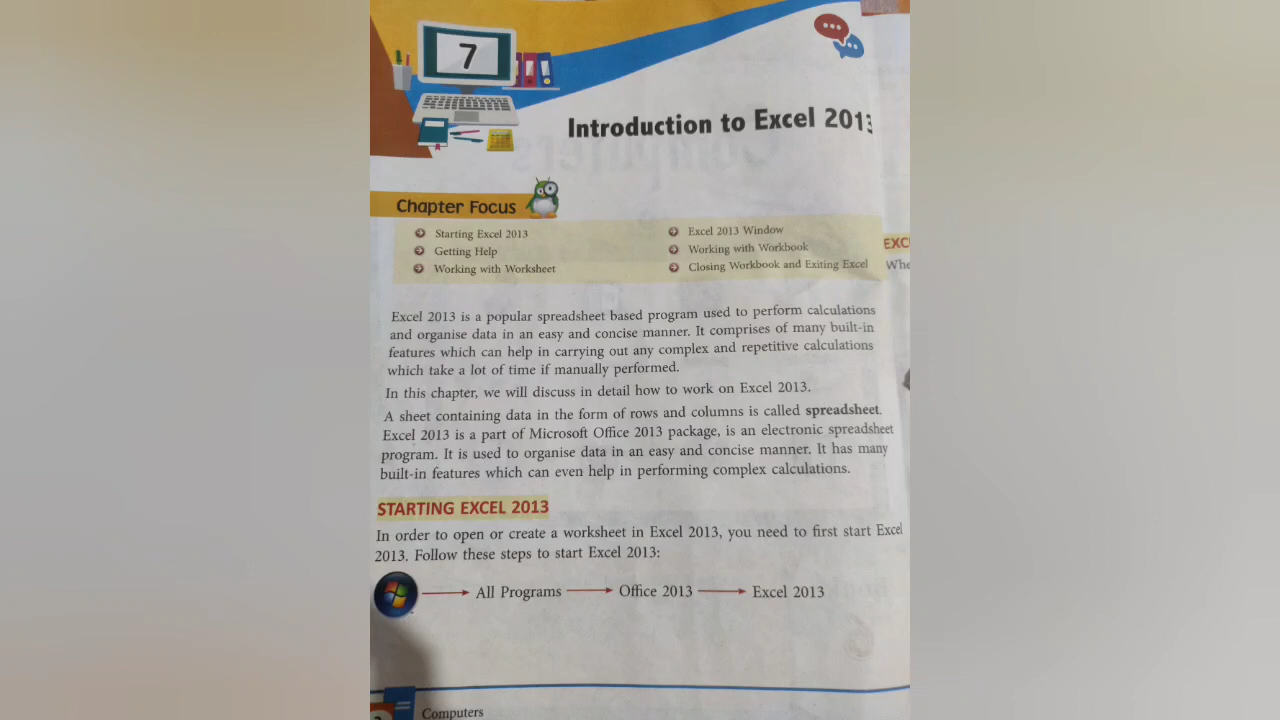 7
Introduction to Excel 2013
Chapter Focus
Starting Excel 2013
Getting Help
Working with Worksheet
Excel 2013 Window
Working with Workbook
Closing Workbook and Exiting Excel
EXC
Whe
Excel 2013 is a popular spreadsheet based program used to perform calculations
and organise data in an easy and concise manner. It comprises of many built-in
features which can help in carrying out any complex and repetitive calculations
which take a lot of time if manually performed.
In this chapter, we will discuss in detail how to work on Excel 2013.
A sheet containing data in the form of rows and columns is called spreadsheet.
Excel 2013 is a part of Microsoft Office 2013 package, is an electronic spreadsheet
program. It is used to organise data in an easy and concise manner. It has many
built-in features which can even help in performing complex calculations.
STARTING EXCEL 2013
In order to open or create a worksheet in Excel 2013, you need to first start Excel
2013. Follow these steps to start Excel 2013:
All Programs Office 2013 Excel 2013
Computers